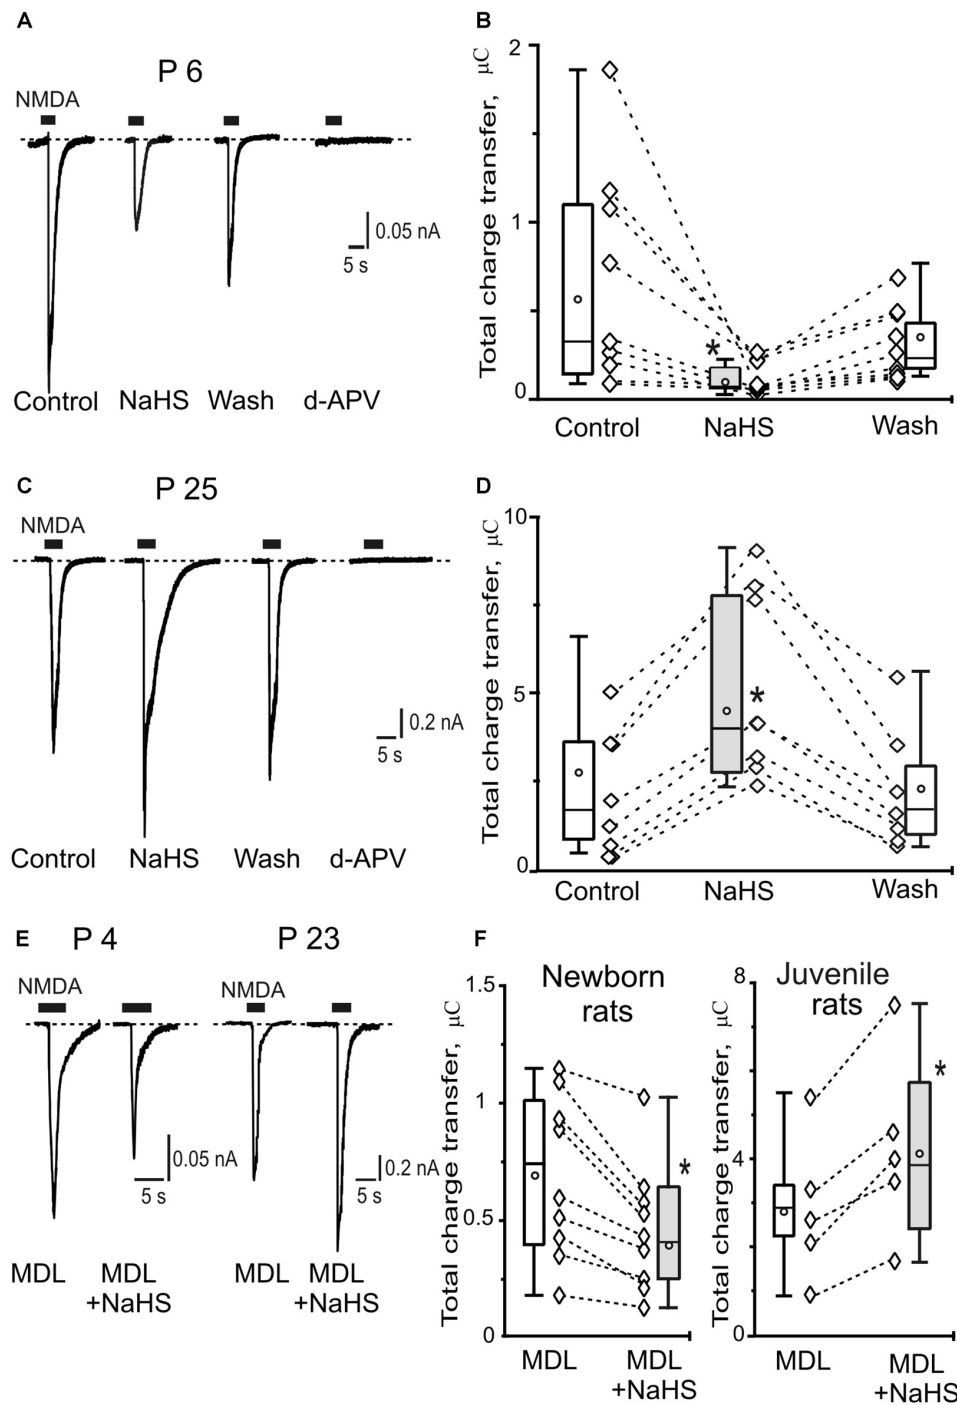 A
P 6
NMDA
0.05 nA
5 s
Control NaHS Wash d-APV
B
Total charge transfer, μC
2
1
0
*
Control NaHS Wash
C
P 25
NMDA
0.2 nA
5 s
Control NaHS Wash d-APV
D
Total charge transfer, μC
10
5
0
*
Control NaHS Wash
E
P 4 P 23
NMDA NMDA
0.05 nA
5 s
0.2 nA
5 s
MDL MDL MDL MDL
+NaHS +NaHS
F
Total charge transfer, μC
1.5
1
0.5
0
Newborn
rats
*
MDL MDL
+NaHS
Total charge transfer, μC
8
4
0
Juvenile
rats
*
MDL MDL
+NaHS